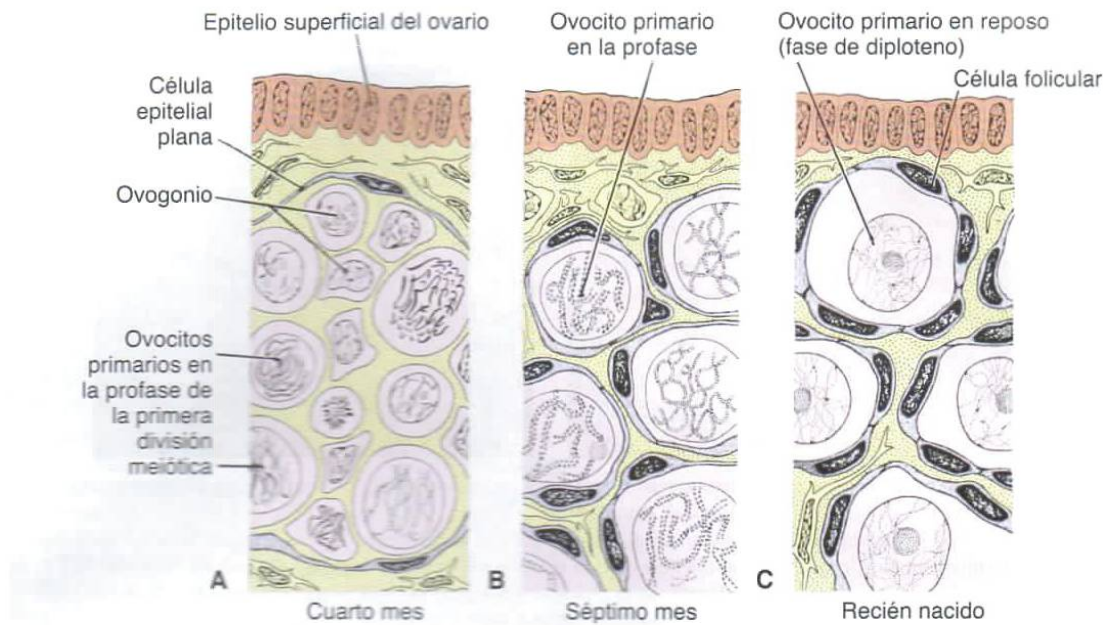 Epitelio superficial del ovario
Célula
epitelial
plana
Ovogonio
Ovocitos
primarios en
la profase de
la primera
división
meiótica
A
Cuarto mes
Ovocito primario
en la profase
B
Séptimo mes
Ovocito primario en reposo
(fase de diploteno)
Célula folicular
C
Recién nacido